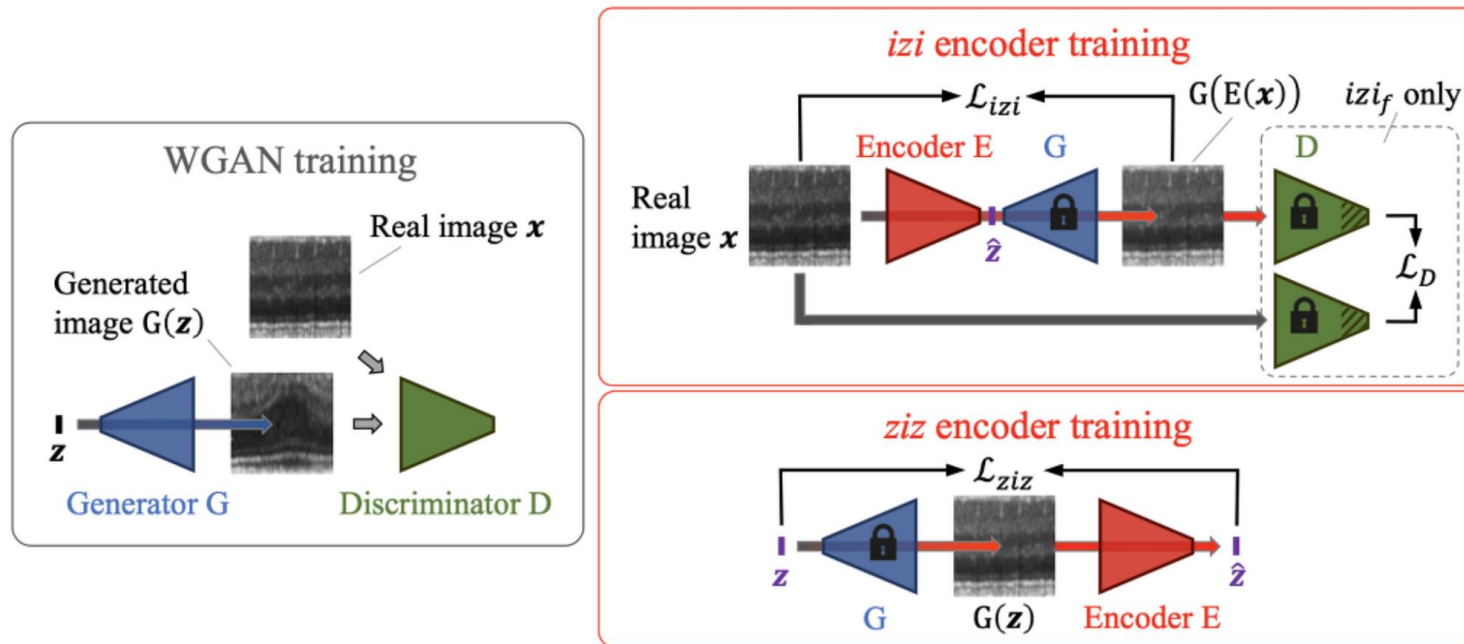 WGAN training
Real image x
Generated
image G(z)
z
Generator G
Discriminator D
izi encoder training
ℒizi
G(E(x))
izif only
Encoder E
G
D
Real
image x
ẑ
ℒD
ziz encoder training
ℒziz
z
ẑ
G
G(z)
Encoder E